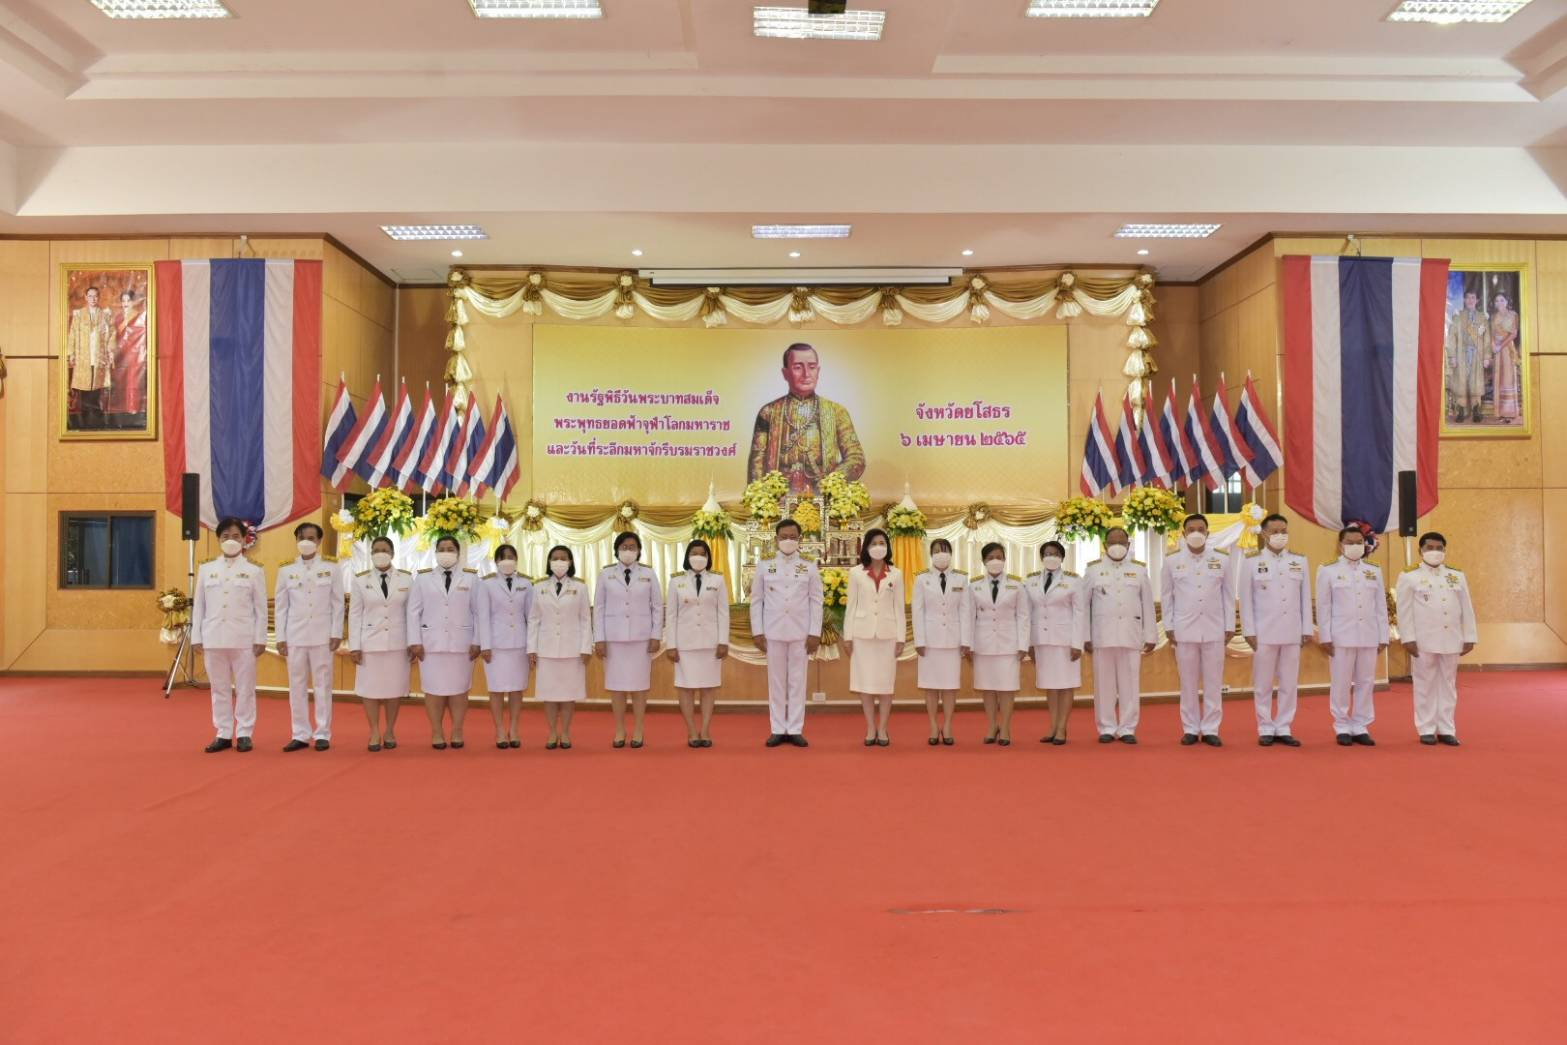 งานรัฐพิธีวันพระบาทสมเด็จ
พระพุทธยอดฟ้าจุฬาโลกมหาราช
และวันที่ระลึกมหาจักรีบรมราชวงศ์
จังหวัดยโสธร
๖ เมษายน ๒๕๖๕